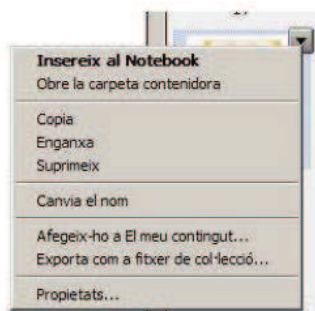 Insereix al Notebook
Obre la carpeta contenidora
Copia
Enganxa
Suprimeix
Canvia el nom
Afegeix-ho a El meu contingut...
Exporta com a fitxer de col·lecció...
Propietats...